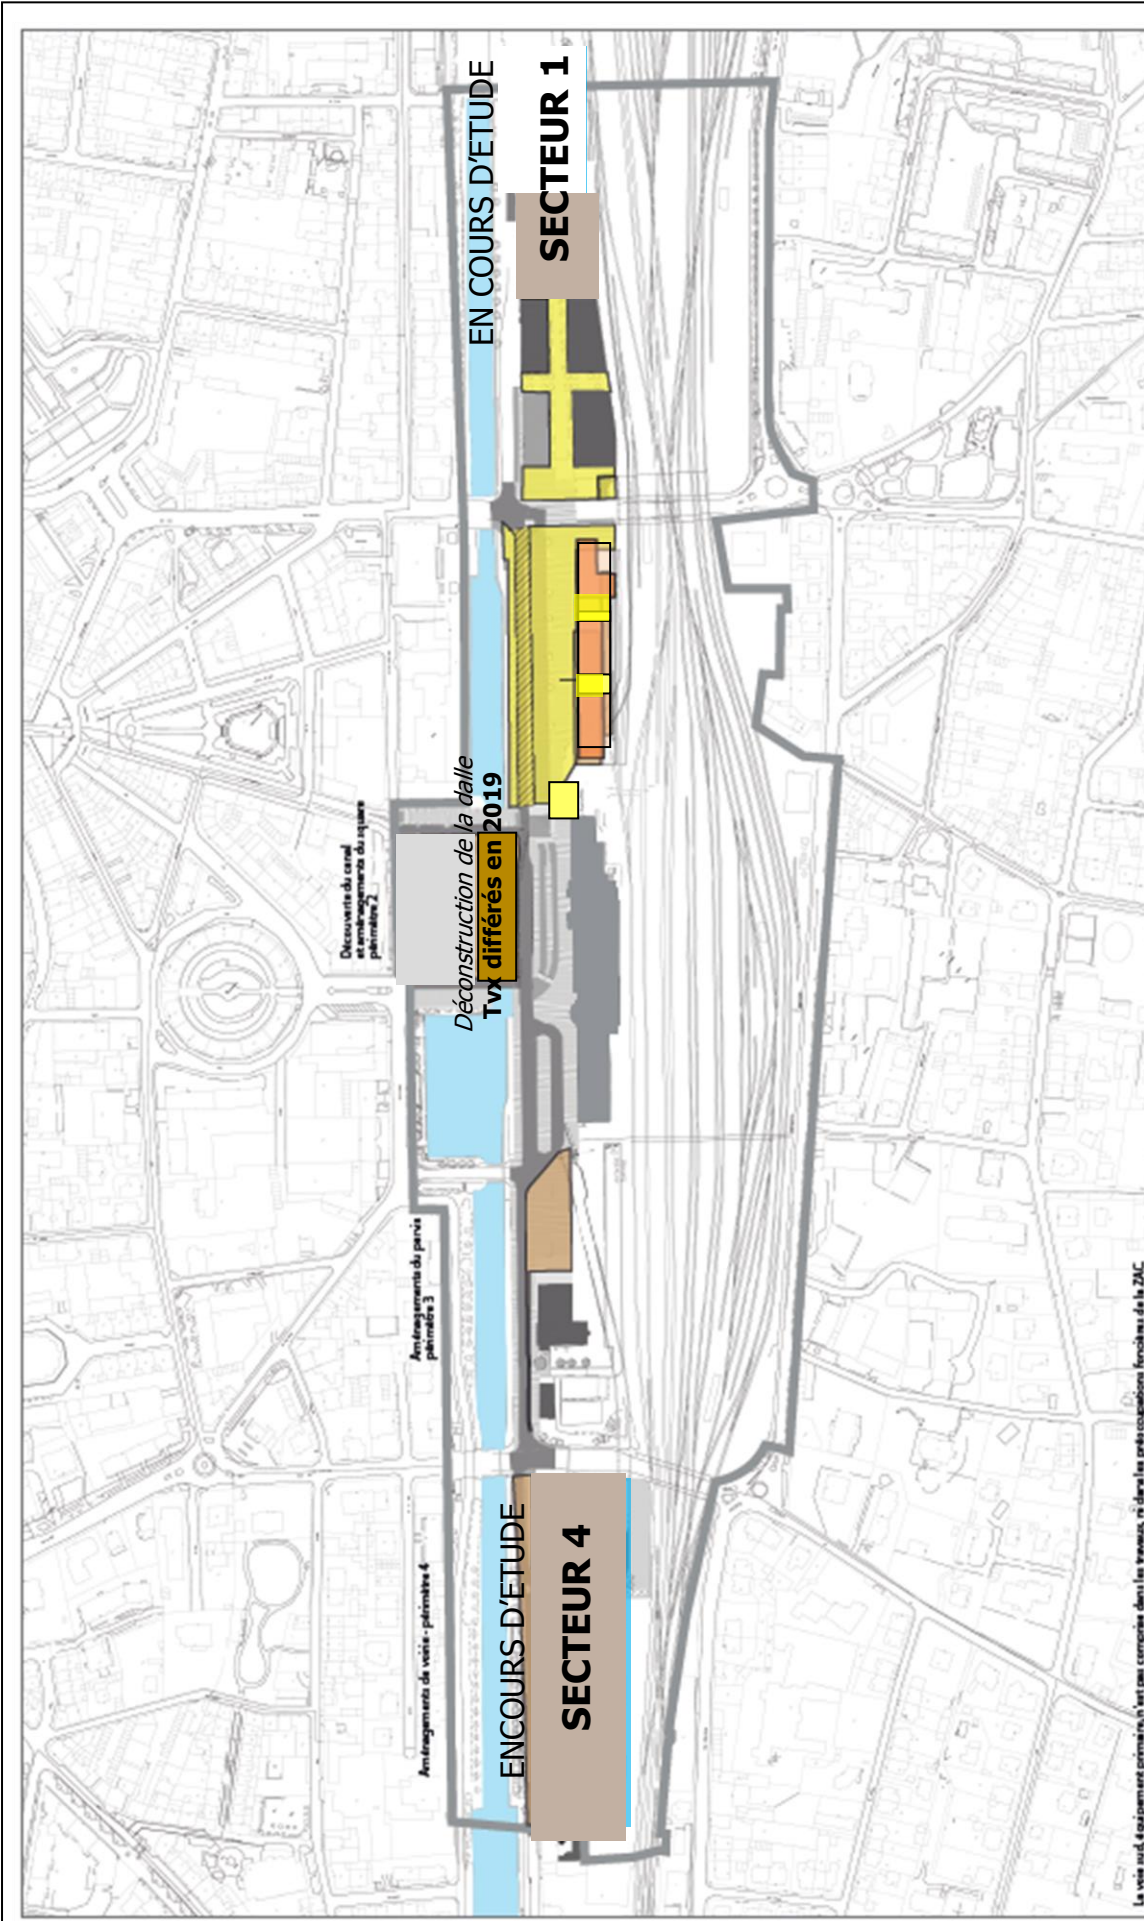 EN COURS D'ETUDE
SECTEUR 1
Déconstruction de la dalle
Tvx différés en 2019
Découverte du canal
et aménagements du square
périmètre 2
Aménagements du parvis
périmètre 3
Aménagements de voirie - périmètre 4
ENCOURS D'ETUDE
SECTEUR 4